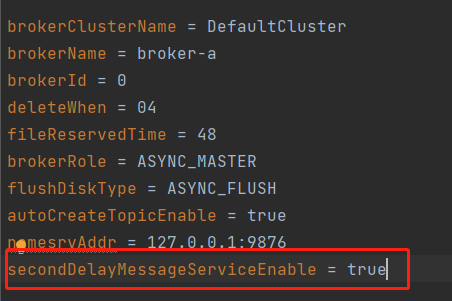 brokerClusterName = DefaultCluster
brokerName = broker-a
brokerId = 0
deleteWhen = 04
fileReservedTime = 48
brokerRole = ASYNC_MASTER
flushDiskType = ASYNC_FLUSH
autoCreateTopicEnable = true
namesrvAddr = 127.0.0.1:9876
secondDelayMessageServiceEnable = true